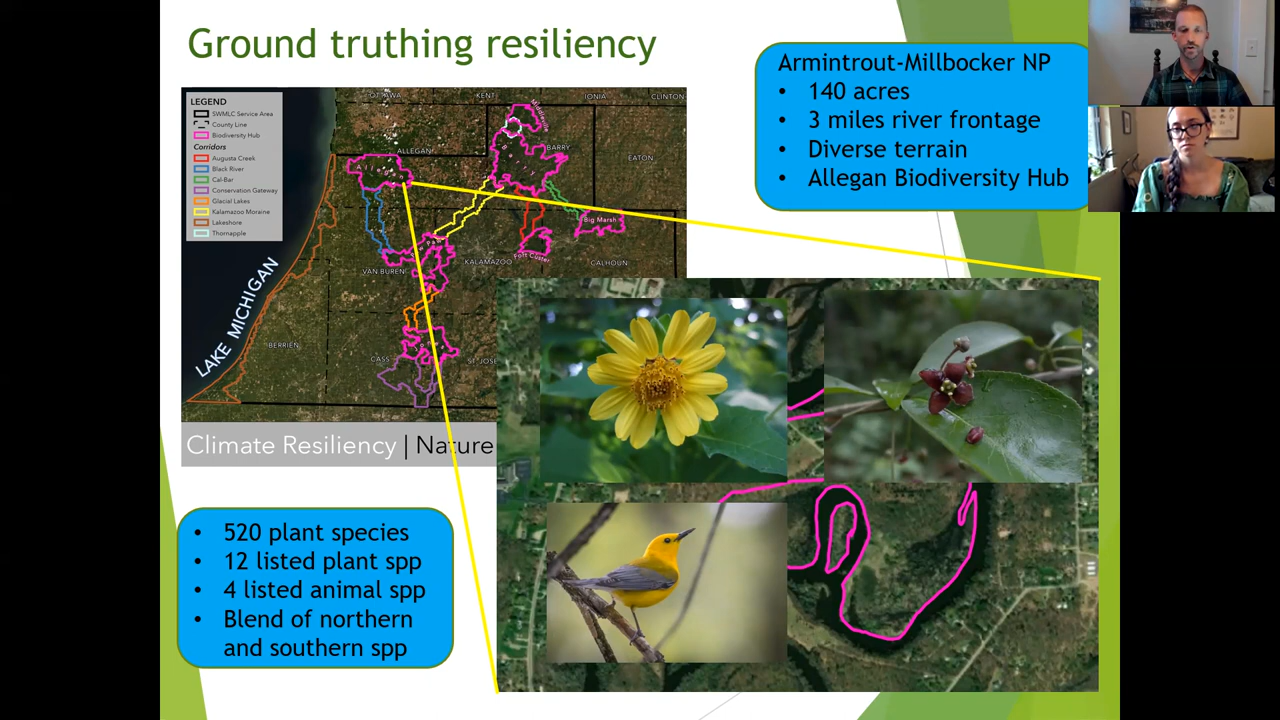 Ground truthing resiliency
Armintrout-Millbocker NP
• 140 acres
• 3 miles river frontage
• Diverse terrain
• Allegan Biodiversity Hub
LEGEND
SWMLC Service Area
County Line
Biodiversity Hub
Corridors
Augusta Creek
Black River
Cal-Bar
Conservation Gateway
Glacial Lakes
Kalamazoo Moraine
Lakeshore
Thornapple
OTTAWA
KENT
IONIA
CLINTON
Middleville
ALLEGAN
BARRY
EATON
Big Marsh
Fort Custer
VAN BUREN
KALAMAZOO
CALHOUN
LAKE MICHIGAN
BERRIEN
CASS
ST JOSE
Climate Resiliency | Nature
• 520 plant species
• 12 listed plant spp
• 4 listed animal spp
• Blend of northern
and southern spp